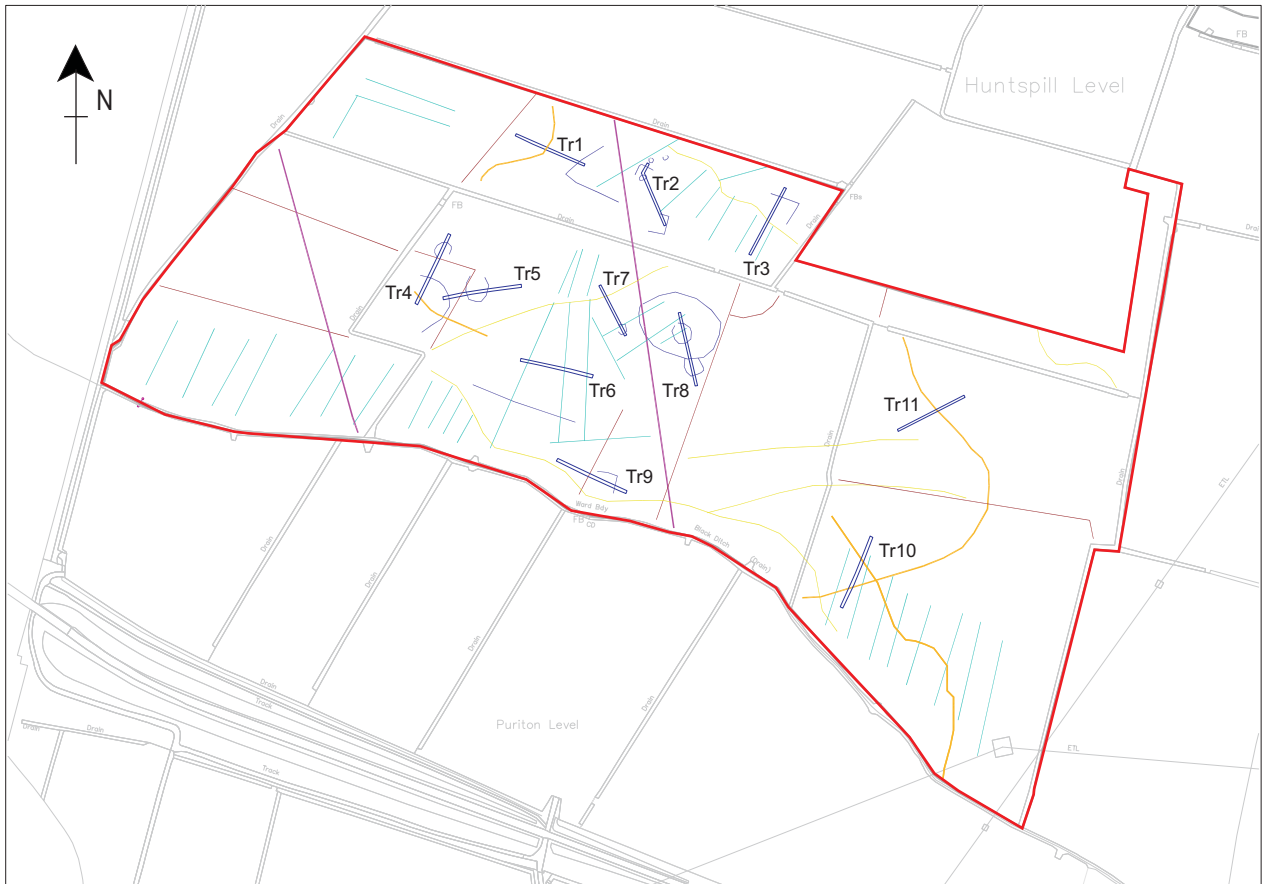 FB
Huntspill Level
N
Drain
Drain
Tr1
Drain
Tr2
FBs
FB
Drain
Drain
Tr3
Drain
Tr5
Tr7
Tr4
Drain
Tr6
Tr8
Tr11
Drain
Drain
ETL
Tr9
Ward Bdy
FB
CD
Black Ditch
(Drain)
Tr10
Drain
Drain
Drain
Drain
Drain
Track
Puriton Level
Drain
Drain
ETL
Track